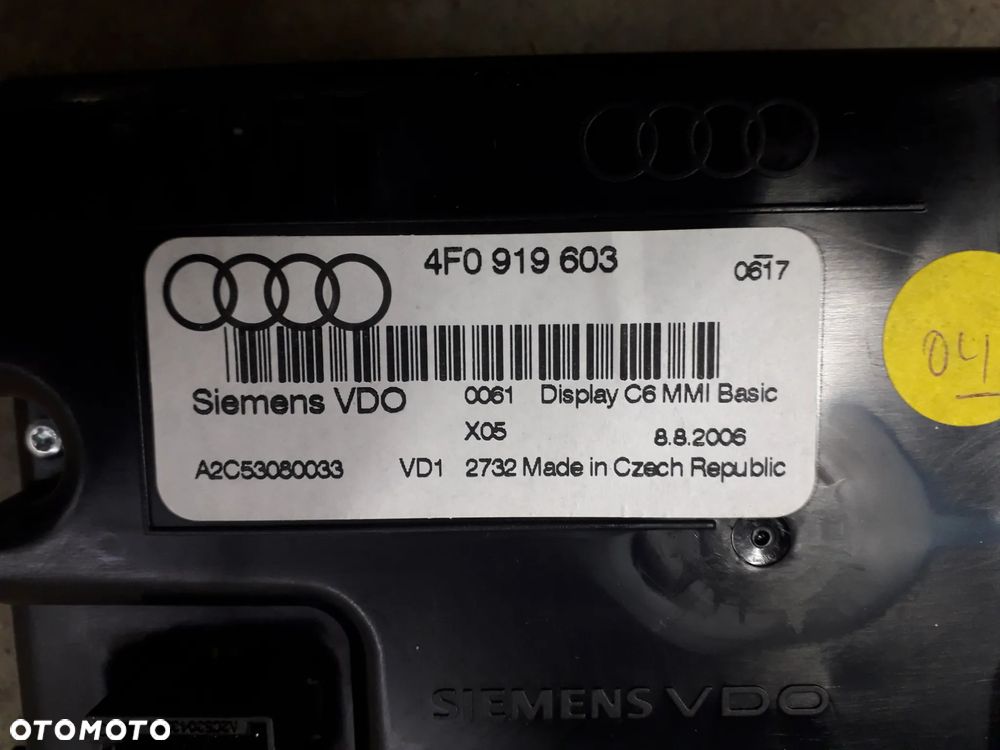 4F0 919 603
0617
Siemens VDO 0061 Display C6 MMI Basic
X05 8.8.2006
A2C53080033 VD1 2732 Made in Czech Republic
04
SIEMENS VDO
OTOMOTO